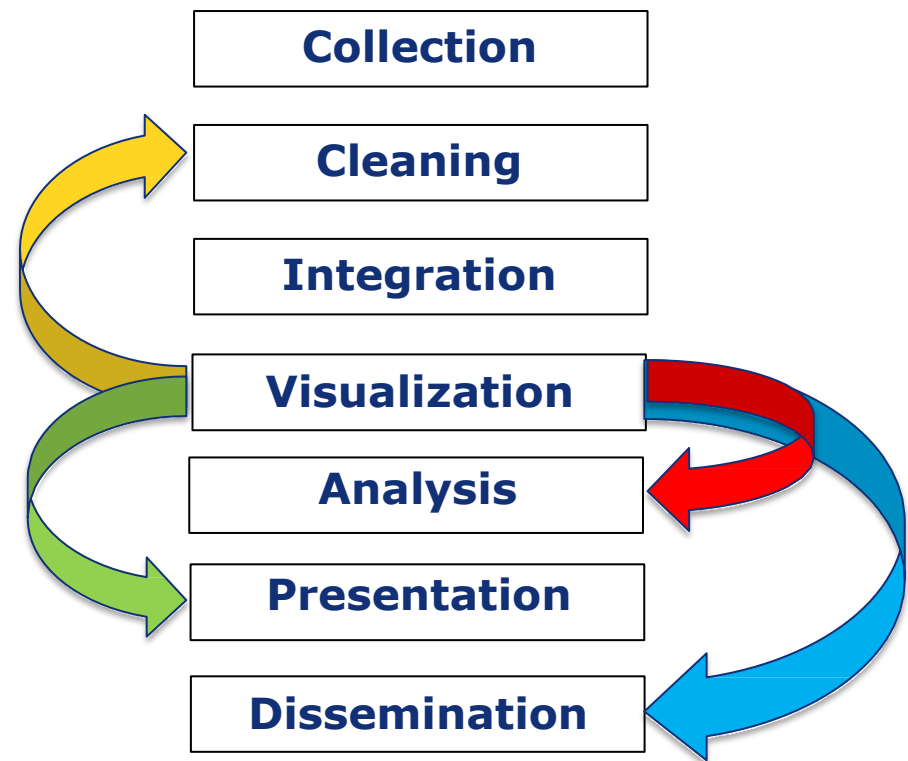 Collection
Cleaning
Integration
Visualization
Analysis
Presentation
Dissemination